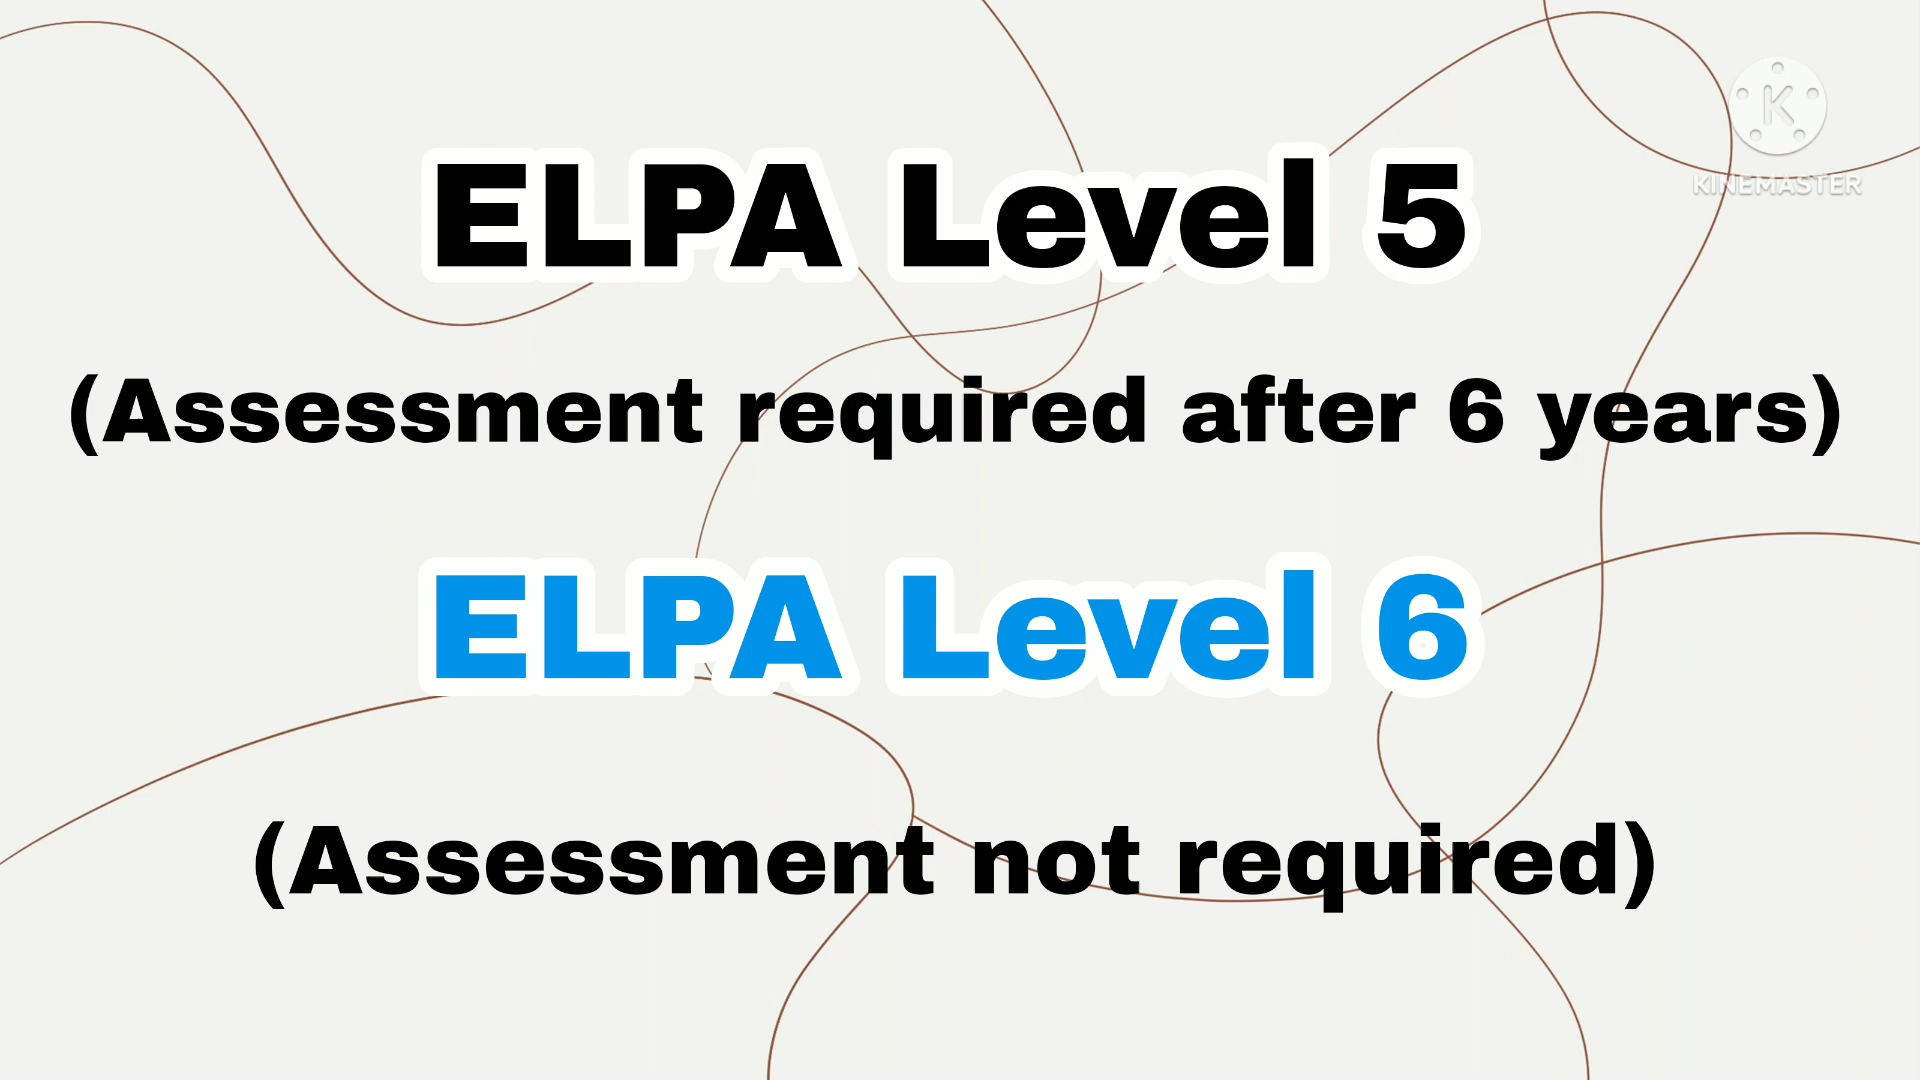 ELPA Level 5
KINEMASTER
(Assessment required after 6 years)
ELPA Level 6
(Assessment not required)